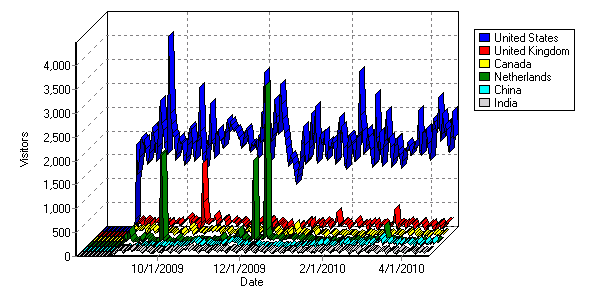 4,000
3,500
3,000
2,500
2,000
1,500
1,000
500
0
Visitors
10/1/2009
12/1/2009
2/1/2010
4/1/2010
Date
United States
United Kingdom
Canada
Netherlands
China
India